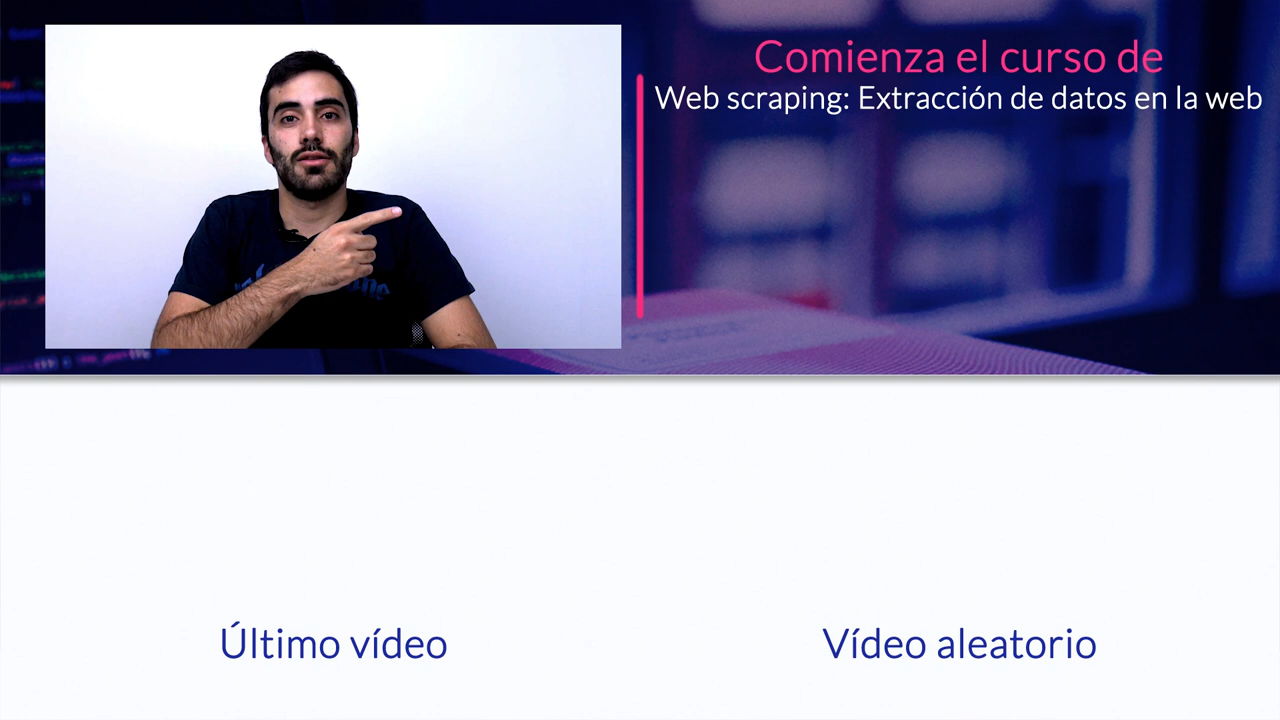 Comienza el curso de
Web scraping: Extracción de datos en la web
Último vídeo
Vídeo aleatorio